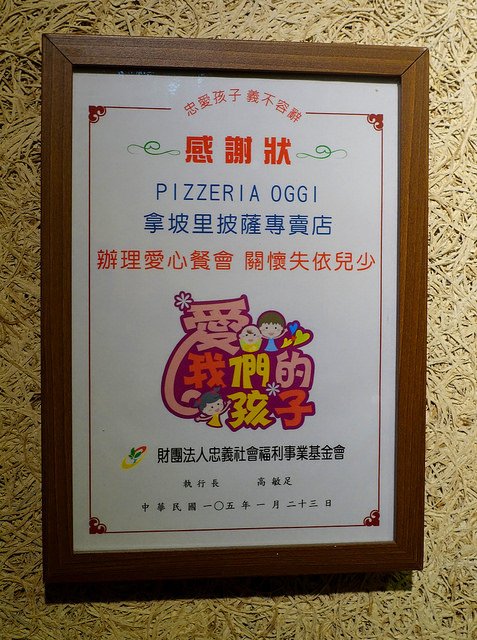 忠愛孩子 義不容辭
感謝狀
PIZZERIA OGGI
拿坡里披薩專賣店
辦理愛心餐會 關懷失依兒少
愛
我們的
孩子
財團法人忠義社會福利事業基金會
執行長 高敏足
中華民國一〇五年一月二十三日